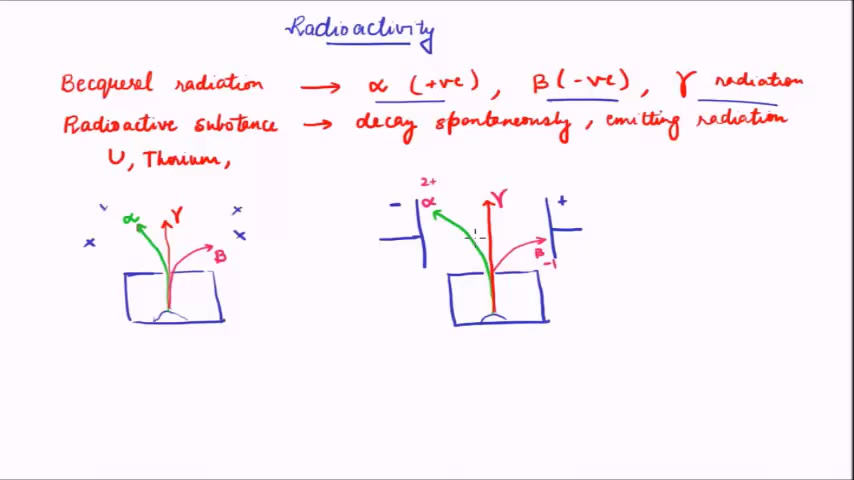 Radioactivity
Becquerel radiation → α (+ve), β (-ve), γ radiation
Radioactive substance → decay spontaneously, emitting radiation
U, Thorium,
α γ β
x x x x
- 2+ α γ +
β -1